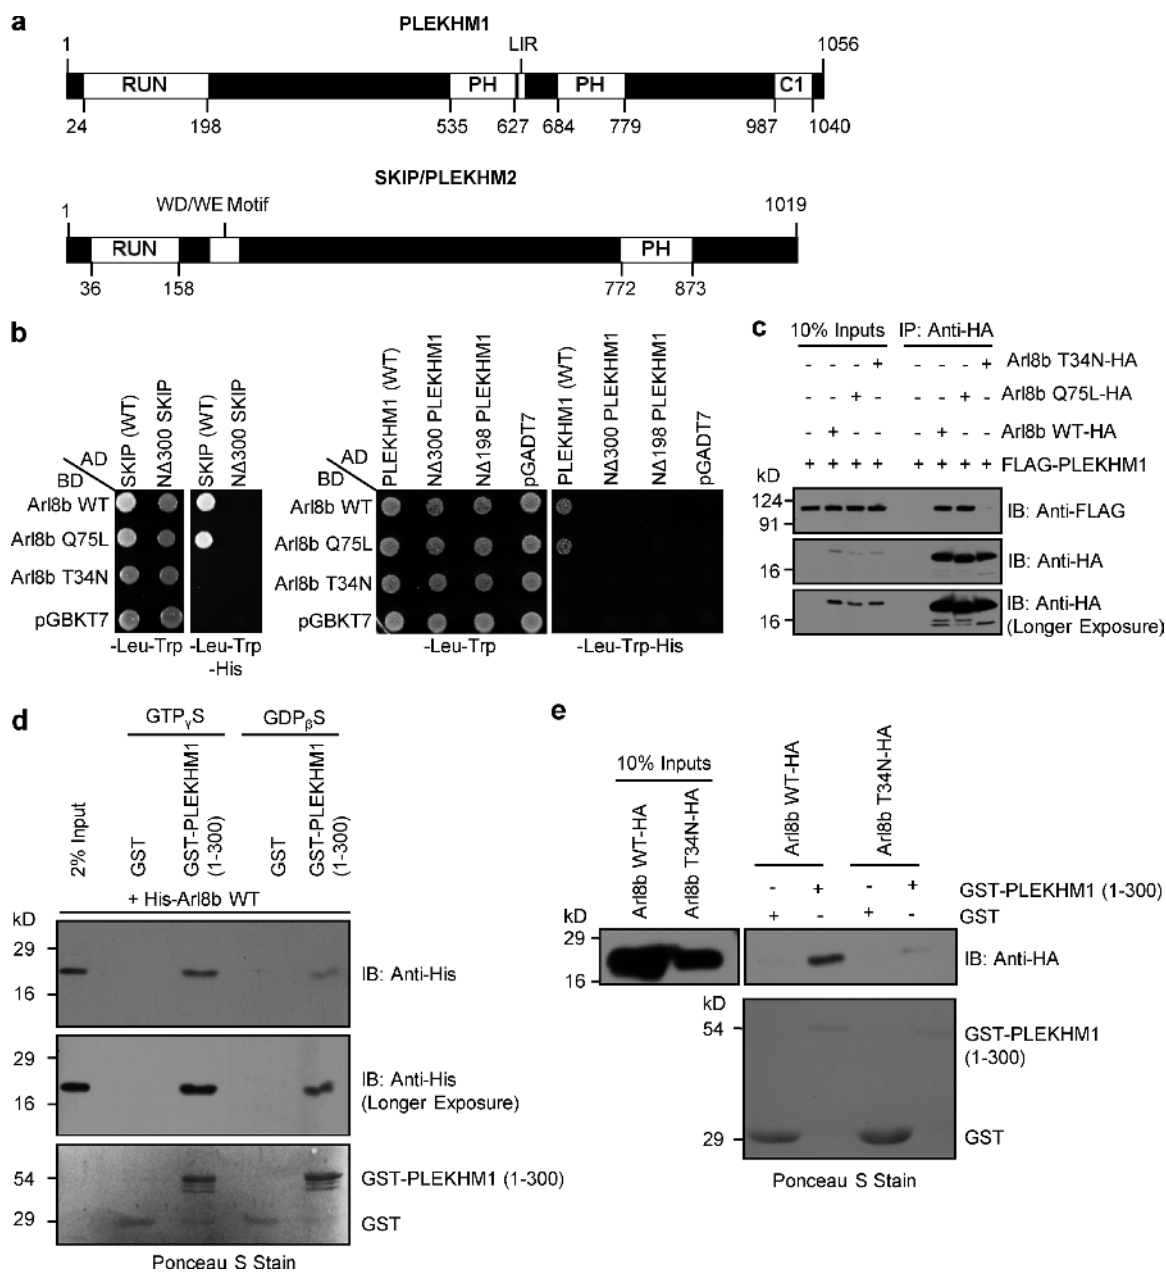 a
PLEKHM1
1
LIR
1056
RUN
PH
PH
C1
24
198
535
627
684
779
987
1040
SKIP/PLEKHM2
1
WD/WE Motif
1019
RUN
PH
36
158
772
873
b
AD
BD
SKIP (WT)
NΔ300 SKIP
SKIP (WT)
NΔ300 SKIP
Arl8b WT
Arl8b Q75L
Arl8b T34N
pGBKT7
-Leu-Trp
-Leu-Trp
-His
AD
BD
PLEKHM1 (WT)
NΔ300 PLEKHM1
NΔ198 PLEKHM1
pGADT7
PLEKHM1 (WT)
NΔ300 PLEKHM1
NΔ198 PLEKHM1
pGADT7
Arl8b WT
Arl8b Q75L
Arl8b T34N
pGBKT7
-Leu-Trp
-Leu-Trp-His
c
10% Inputs
IP: Anti-HA
- - - + - - - + Arl8b T34N-HA
- - + - - - + - Arl8b Q75L-HA
- + - - - + - - Arl8b WT-HA
+ + + + + + + + FLAG-PLEKHM1
kD
124
91
IB: Anti-FLAG
16
IB: Anti-HA
16
IB: Anti-HA
(Longer Exposure)
d
GTPγS
GDPβS
2% Input
GST
GST-PLEKHM1
(1-300)
GST
GST-PLEKHM1
(1-300)
+ His-Arl8b WT
kD
29
16
IB: Anti-His
29
16
IB: Anti-His
(Longer Exposure)
54
GST-PLEKHM1 (1-300)
29
GST
Ponceau S Stain
e
10% Inputs
Arl8b WT-HA
Arl8b T34N-HA
Arl8b WT-HA
Arl8b T34N-HA
- + - + GST-PLEKHM1 (1-300)
+ - + - GST
kD
29
16
IB: Anti-HA
kD
54
GST-PLEKHM1
(1-300)
29
GST
Ponceau S Stain